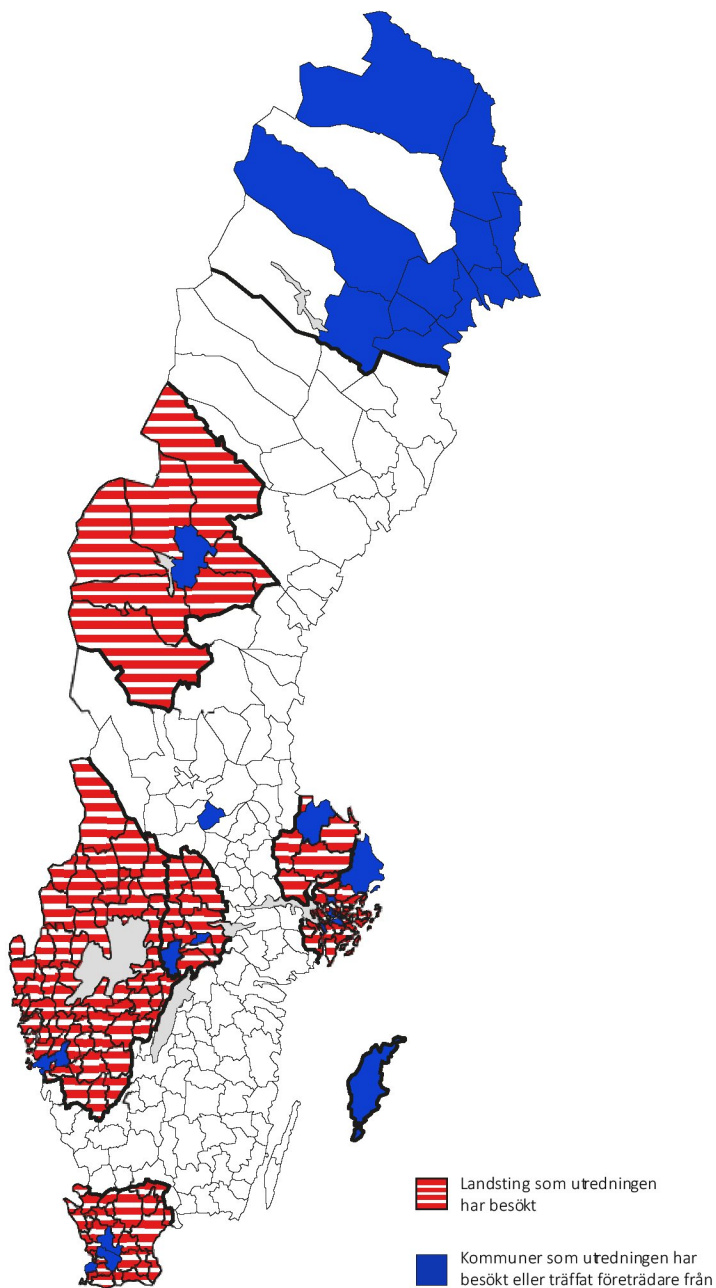 Landsting som utredningen
har besökt
Kommuner som utredningen har
besökt eller träffat företrädare från